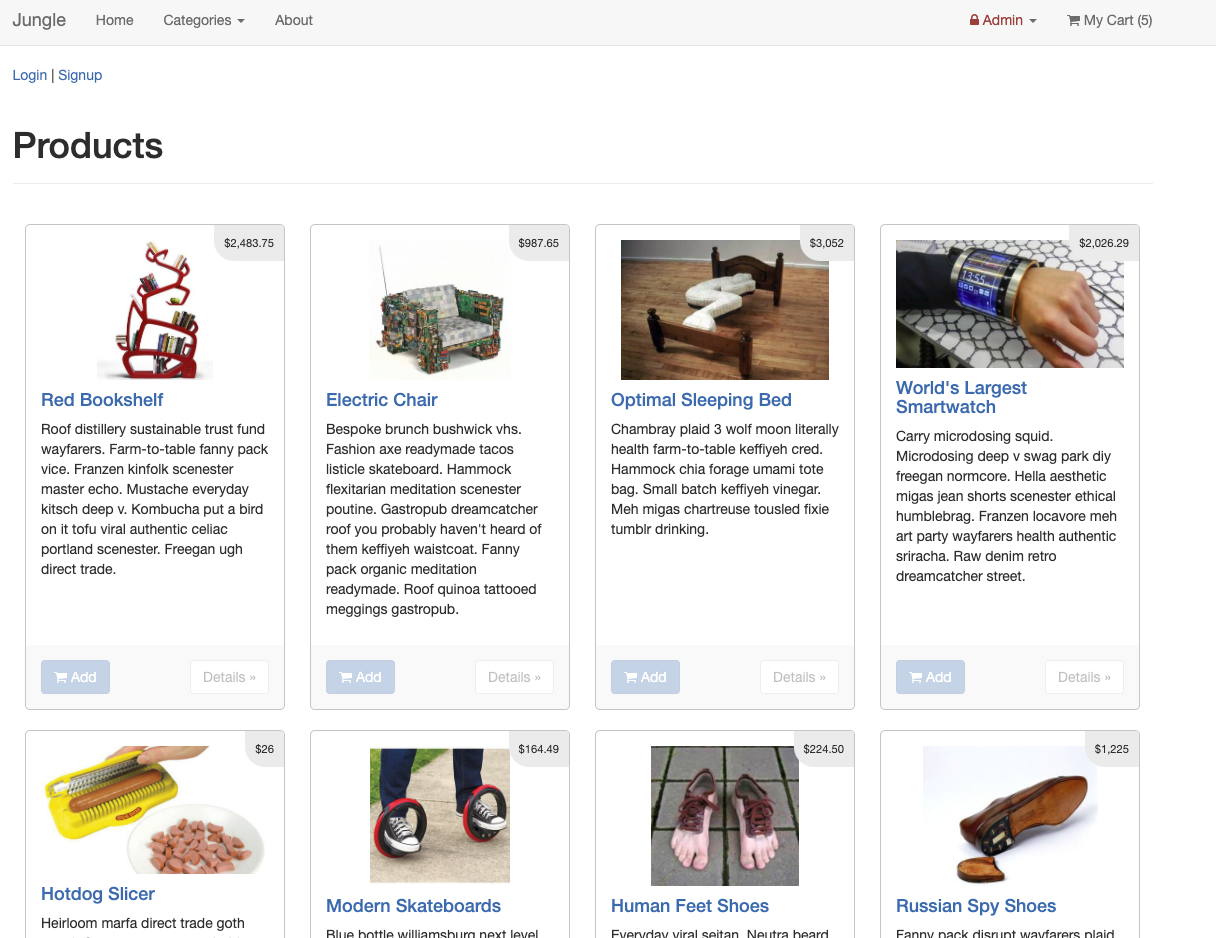 Jungle Home Categories About Admin My Cart (5)
Login | Signup
Products
$2,483.75
Red Bookshelf
Roof distillery sustainable trust fund
wayfarers. Farm-to-table fanny pack
vice. Franzen kinfolk scenester
master echo. Mustache everyday
kitsch deep v. Kombucha put a bird
on it tofu viral authentic celiac
portland scenester. Freegan ugh
direct trade.
Add Details »
$987.65
Electric Chair
Bespoke brunch bushwick vhs.
Fashion axe readymade tacos
listicle skateboard. Hammock
flexitarian meditation scenester
poutine. Gastropub dreamcatcher
roof you probably haven't heard of
them keffiyeh waistcoat. Fanny
pack organic meditation
readymade. Roof quinoa tattooed
meggings gastropub.
Add Details »
$3,052
Optimal Sleeping Bed
Chambray plaid 3 wolf moon literally
health farm-to-table keffiyeh cred.
Hammock chia forage umami tote
bag. Small batch keffiyeh vinegar.
Meh migas chartreuse tousled fixie
tumblr drinking.
Add Details »
$2,026.29
13:55
World's Largest
Smartwatch
Carry microdosing squid.
Microdosing deep v swag park diy
freegan normcore. Hella aesthetic
migas jean shorts scenester ethical
humblebrag. Franzen locavore meh
art party wayfarers health authentic
sriracha. Raw denim retro
dreamcatcher street.
Add Details »
$26
Hotdog Slicer
Heirloom marfa direct trade goth
$164.49
Modern Skateboards
Blue bottle williamsburg next level
$224.50
Human Feet Shoes
Everyday viral seitan. Neutra beard
$1,225
Russian Spy Shoes
Fanny pack disrupt wayfarers plaid